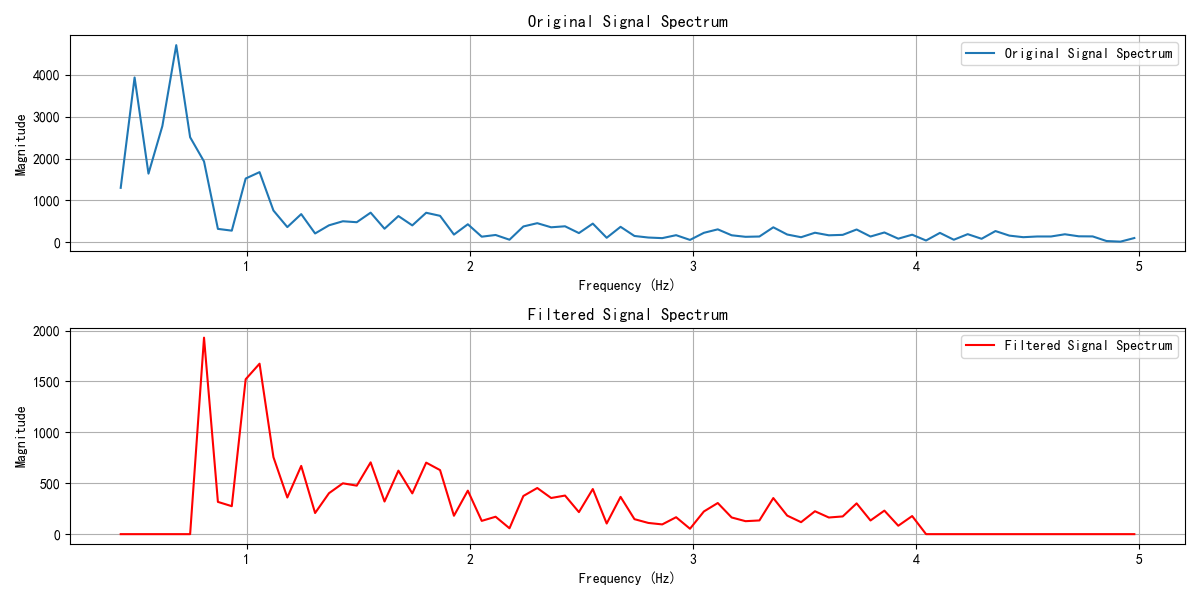 Original Signal Spectrum
Original Signal Spectrum
Magnitude
4000
3000
2000
1000
0
1
2
3
4
5
Frequency (Hz)
Filtered Signal Spectrum
Filtered Signal Spectrum
Magnitude
2000
1500
1000
500
0
1
2
3
4
5
Frequency (Hz)